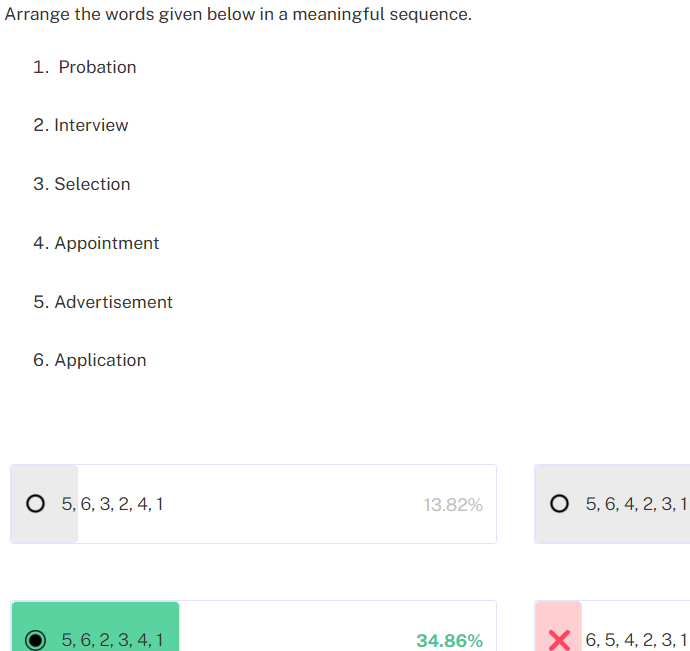 Arrange the words given below in a meaningful sequence.
1. Probation
2. Interview
3. Selection
4. Appointment
5. Advertisement
6. Application
5, 6, 3, 2, 4, 1 13.82%
5, 6, 4, 2, 3, 1
5, 6, 2, 3, 4, 1 34.86%
6, 5, 4, 2, 3, 1